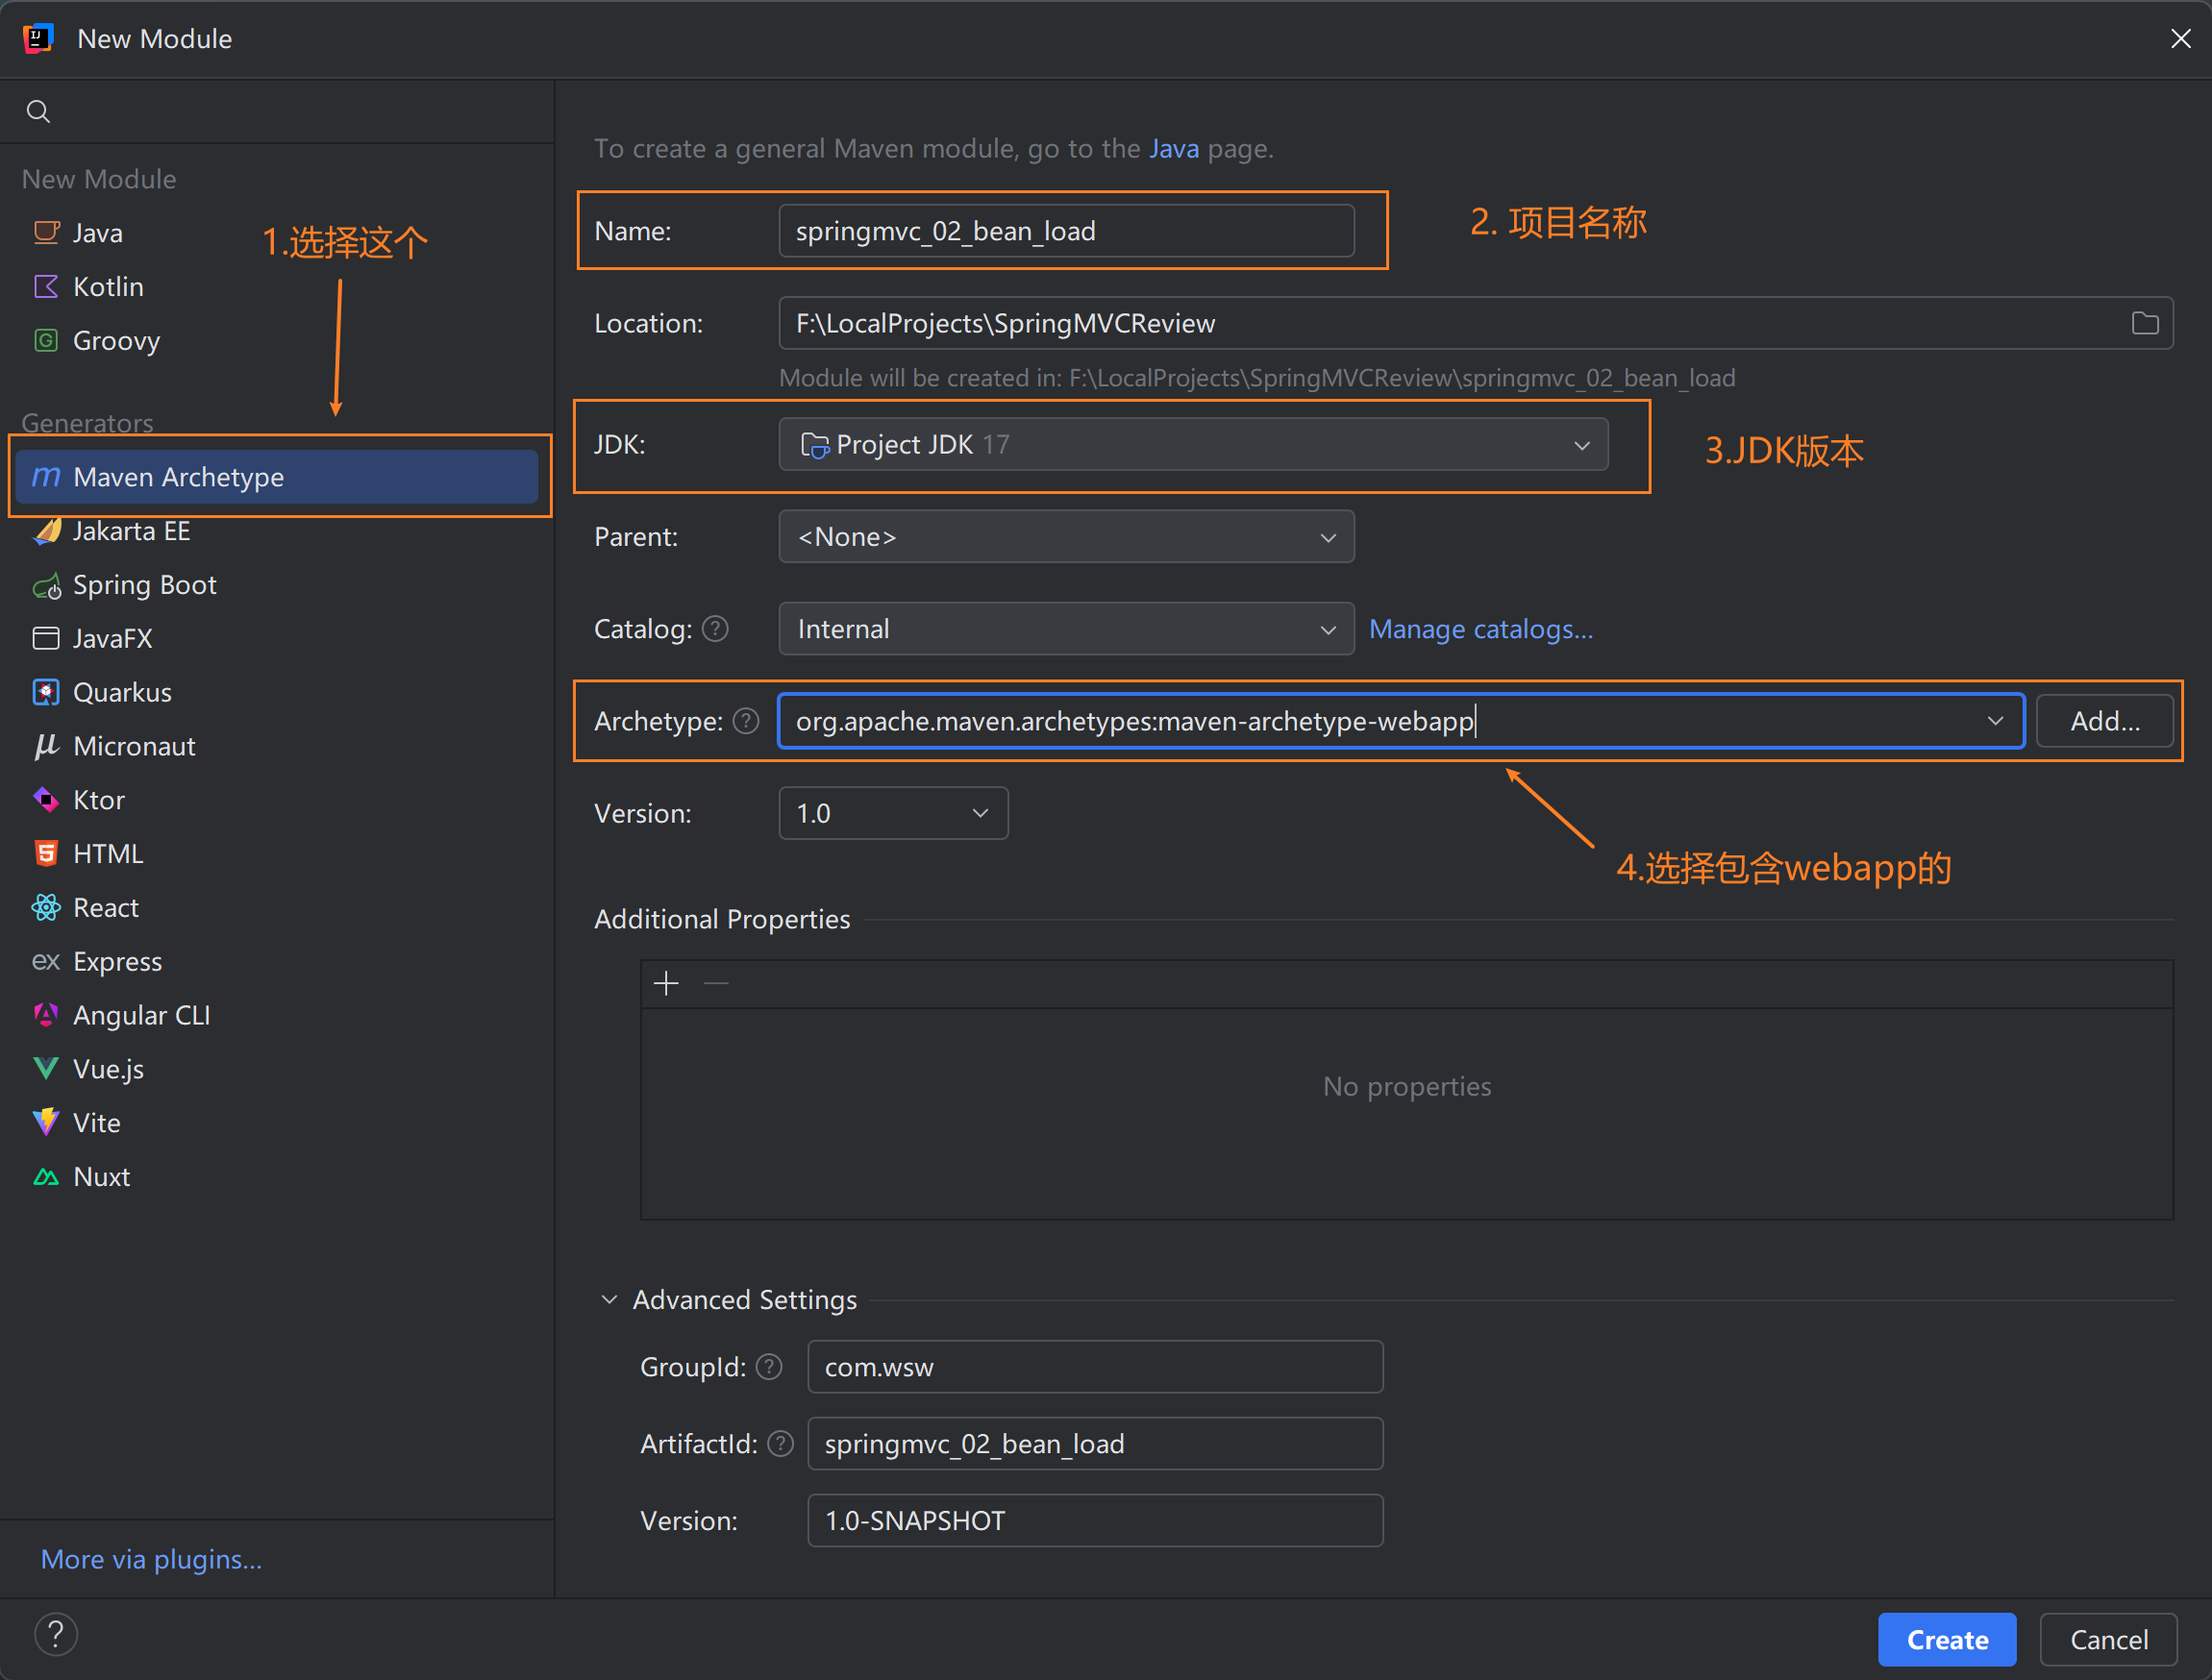 New Module
New Module
Java
Kotlin
Groovy
1.选择这个
Generators
Maven Archetype
Jakarta EE
Spring Boot
JavaFX
Quarkus
Micronaut
Ktor
HTML
React
Express
Angular CLI
Vue.js
Vite
Nuxt
More via plugins...
To create a general Maven module, go to the Java page.
Name: springmvc_02_bean_load
2. 项目名称
Location: F:\LocalProjects\SpringMVCReview
Module will be created in: F:\LocalProjects\SpringMVCReview\springmvc_02_bean_load
JDK: Project JDK 17
3.JDK版本
Parent: <None>
Catalog: ? Internal Manage catalogs...
Archetype: ? org.apache.maven.archetypes:maven-archetype-webapp Add...
Version: 1.0
4.选择包含webapp的
Additional Properties
No properties
Advanced Settings
GroupId: ? com.wsw
ArtifactId: ? springmvc_02_bean_load
Version: 1.0-SNAPSHOT
? Create Cancel